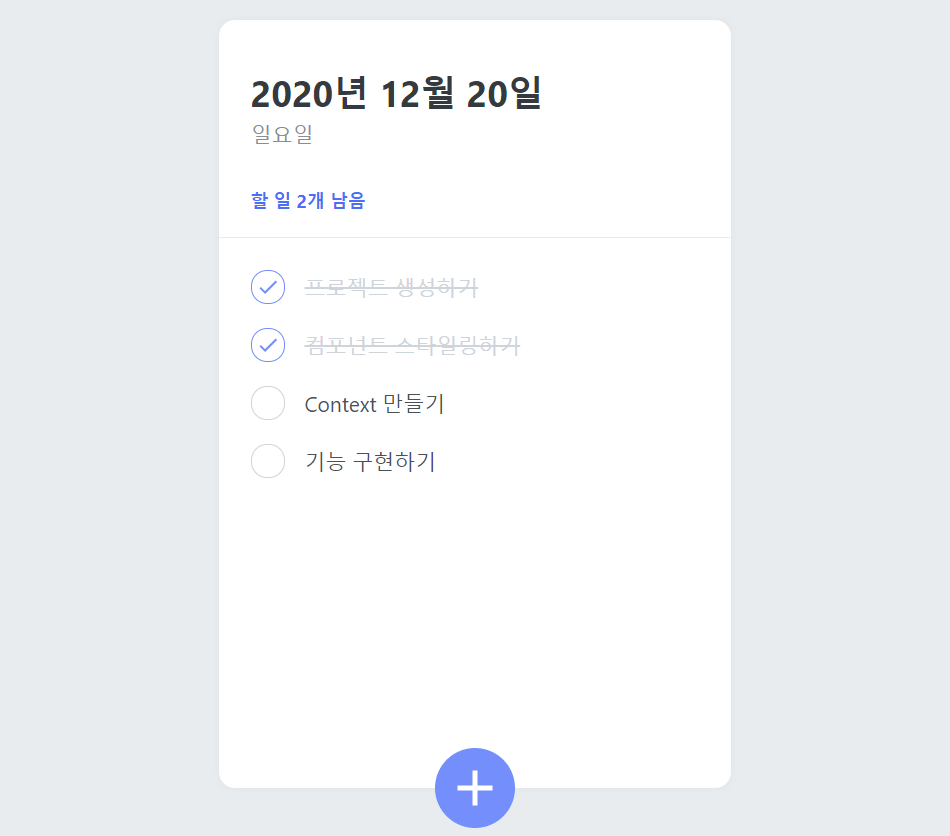 2020년 12월 20일
일요일
할 일 2개 남음
프로젝트 생성하기
컴포넌트 스타일링하기
Context 만들기
기능 구현하기